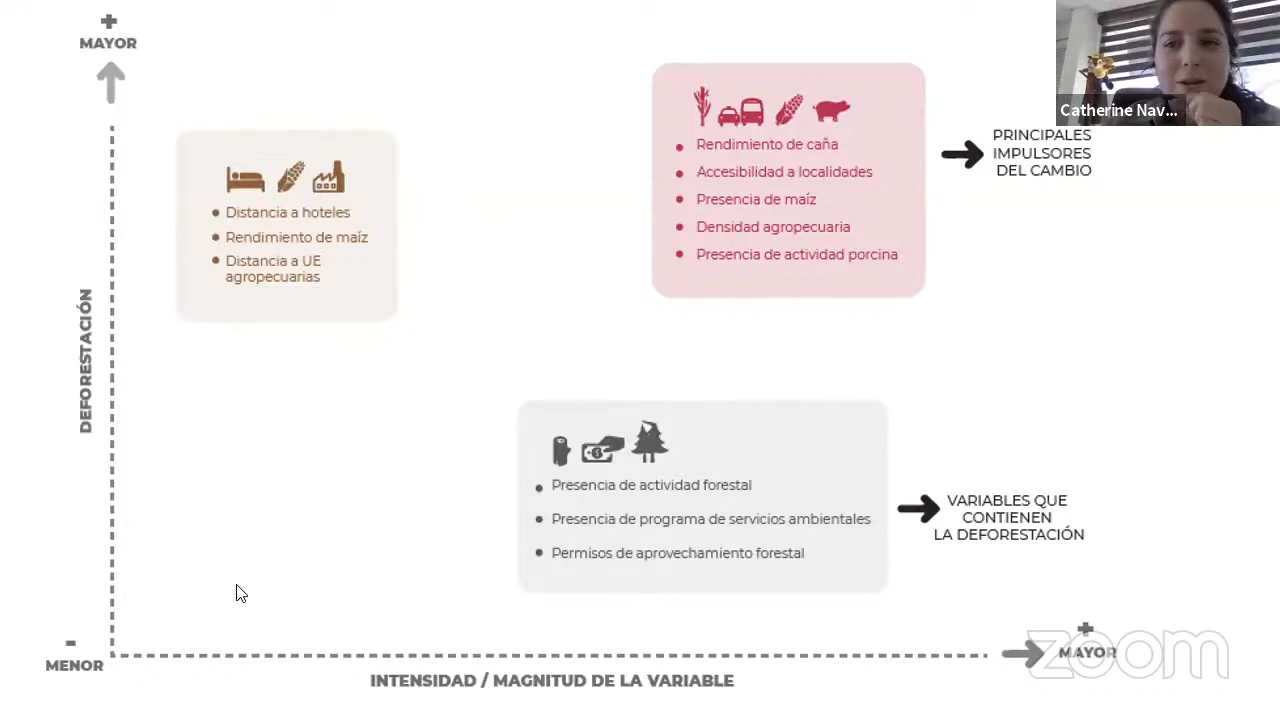 +
MAYOR
Catherine Nav...
Rendimiento de caña
Accesibilidad a localidades
Presencia de maíz
Densidad agropecuaria
Presencia de actividad porcina
PRINCIPALES
IMPULSORES
DEL CAMBIO
Distancia a hoteles
Rendimiento de maíz
Distancia a UE
agropecuarias
DEFORESTACIÓN
$
Presencia de actividad forestal
Presencia de programa de servicios ambientales
Permisos de aprovechamiento forestal
VARIABLES QUE
CONTIENEN
LA DEFORESTACIÓN
-
MENOR
+
MAYOR
zoom
INTENSIDAD / MAGNITUD DE LA VARIABLE